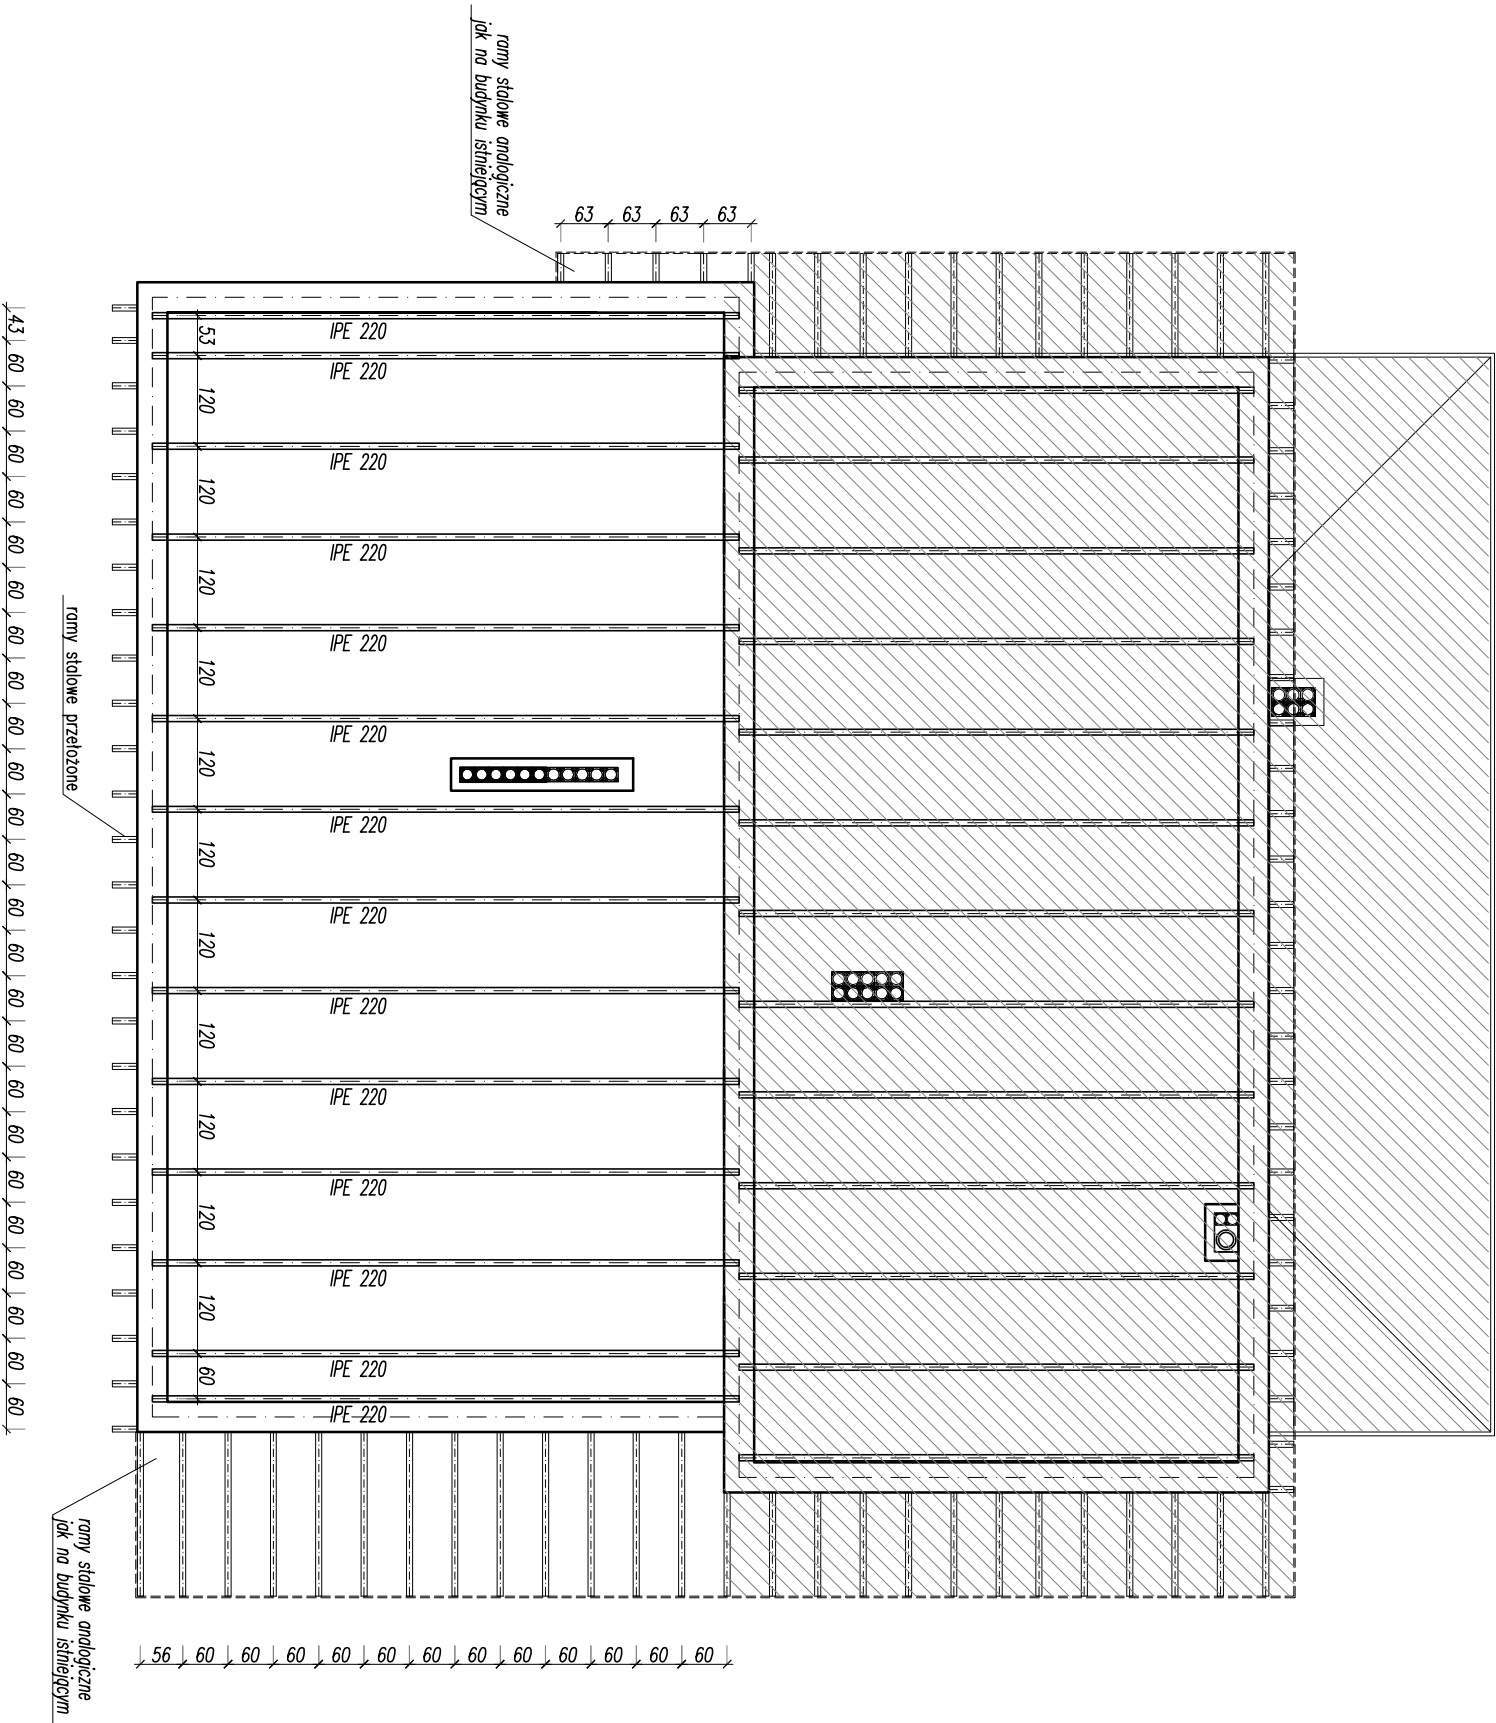 ramy stalowe analogiczne
jak na budynku istniejącym
63 63 63 63
43 60 60 60 60 60 60 60 60 60 60 60 60 60 60 60 60 60 60 60 60 60 60 60 60
ramy stalowe przełożone
53 120 120 120 120 120 120 120 120 120 120 120 60
IPE 220
IPE 220
IPE 220
IPE 220
IPE 220
IPE 220
IPE 220
IPE 220
IPE 220
IPE 220
IPE 220
IPE 220
IPE 220
IPE 220
56 60 60 60 60 60 60 60 60 60 60 60 60
ramy stalowe analogiczne
jak na budynku istniejącym